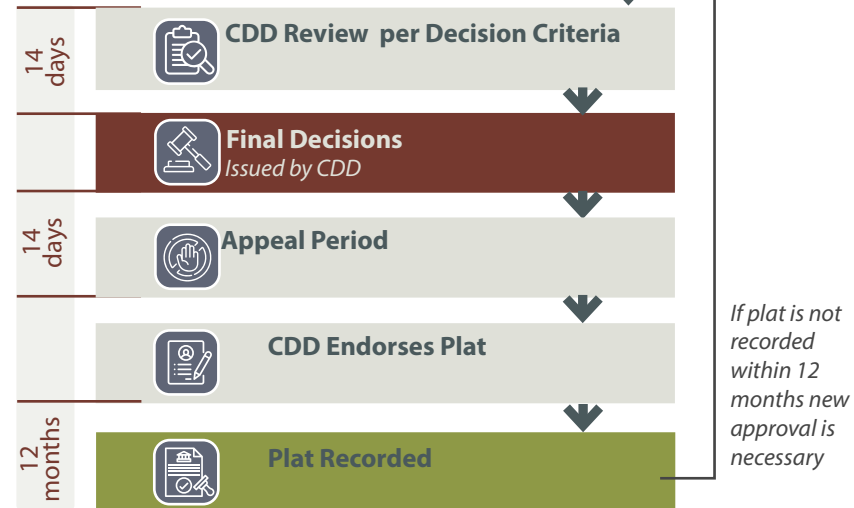 14
days
CDD Review per Decision Criteria
Final Decisions
Issued by CDD
14
days
Appeal Period
CDD Endorses Plat
If plat is not
recorded
within 12
months new
approval is
necessary
12
months
Plat Recorded